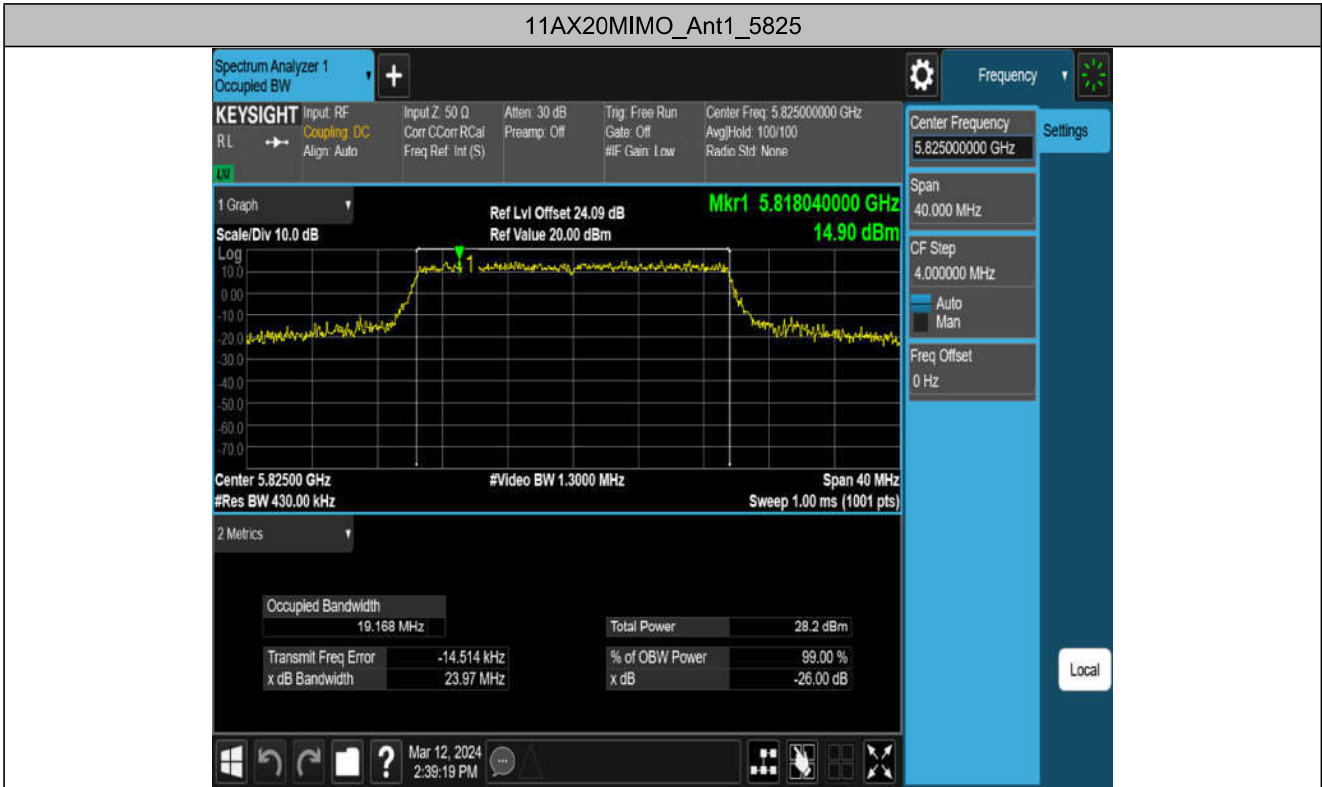 11AX20MIMO_Ant1_5825
Spectrum Analyzer 1
Occupied BW
+
Frequency
KEYSIGHT
RL
LXI
Input: RF
Coupling: DC
Align: Auto
Input Z: 50 Ω
Corr CCorr RCal
Freq Ref: Int (S)
Atten: 30 dB
Preamp: Off
Trig: Free Run
Gate: Off
#IF Gain: Low
Center Freq: 5.825000000 GHz
Avg|Hold: 100/100
Radio Std: None
Center Frequency
5.825000000 GHz
Settings
Span
40.000 MHz
CF Step
4.000000 MHz
Auto
Man
Freq Offset
0 Hz
Local
1 Graph
Scale/Div 10.0 dB
Ref Lvl Offset 24.09 dB
Ref Value 20.00 dBm
Mkr1 5.818040000 GHz
14.90 dBm
Log
10.0
0.00
-10.0
-20.0
-30.0
-40.0
-50.0
-60.0
-70.0
1
Center 5.82500 GHz
#Res BW 430.00 kHz
#Video BW 1.3000 MHz
Span 40 MHz
Sweep 1.00 ms (1001 pts)
2 Metrics
Occupied Bandwidth
19.168 MHz
Total Power 28.2 dBm
Transmit Freq Error -14.514 kHz
% of OBW Power 99.00 %
x dB Bandwidth 23.97 MHz
x dB -26.00 dB
?
Mar 12, 2024
2:39:19 PM